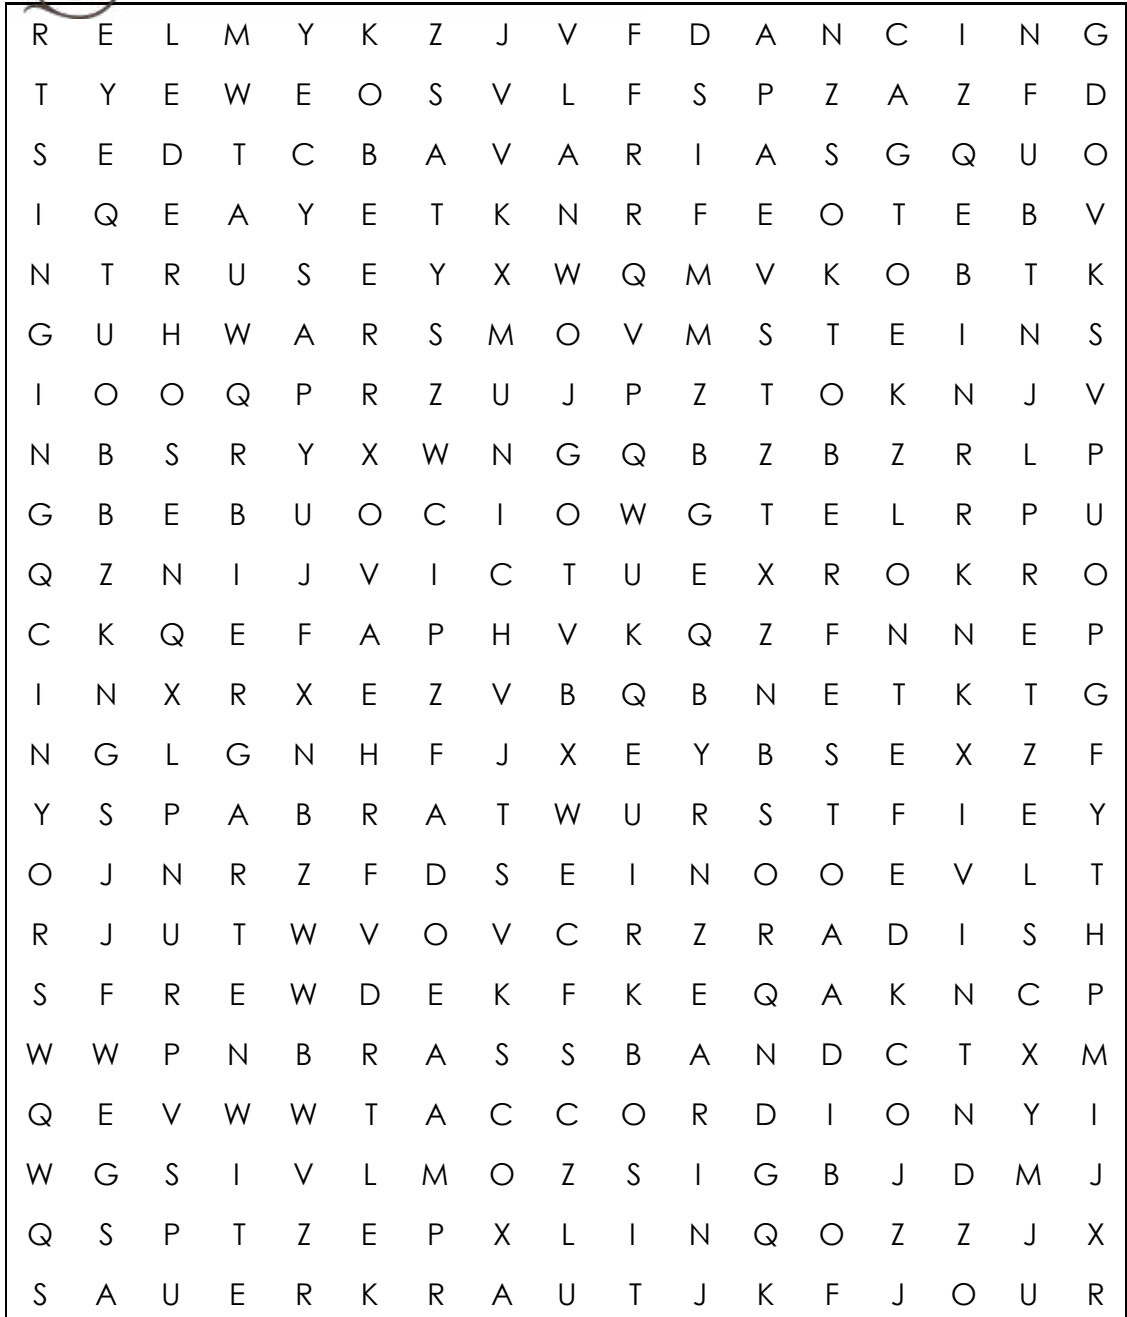 R E L M Y K Z J V F D A N C I N G
T Y E W E O S V L F S P Z A Z F D
S E D T C B A V A R I A S G Q U O
I Q E A Y E T K N R F E O T E B V
N T R U S E Y X W Q M V K O B T K
G U H W A R S M O V M S T E I N S
I O O Q P R Z U J P Z T O K N J V
N B S R Y X W N G Q B Z B Z R L P
G B E B U O C I O W G T E L R P U
Q Z N I J V I C T U E X R O K R O
C K Q E F A P H V K Q Z F N N E P
I N X R X E Z V B Q B N E T K T G
N G L G N H F J X E Y B S E X Z F
Y S P A B R A T W U R S T F I E Y
O J N R Z F D S E I N O O E V L T
R J U T W V O V C R Z R A D I S H
S F R E W D E K F K E Q A K N C P
W W P N B R A S S B A N D C T X M
Q E V W W T A C C O R D I O N Y I
W G S I V L M O Z S I G B J D M J
Q S P T Z E P X L I N Q O Z Z J X
S A U E R K R A U T J K F J O U R